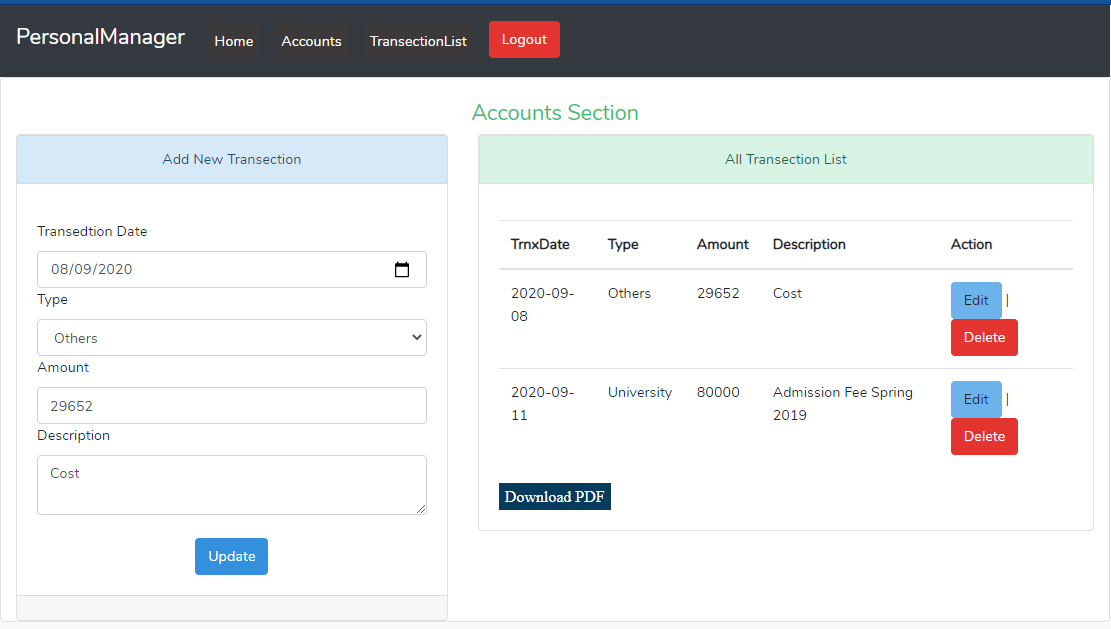 PersonalManager Home Accounts TransectionList Logout
Accounts Section
Add New Transection
Transedtion Date
08/09/2020
Type
Others
Amount
29652
Description
Cost
Update
All Transection List
TrnxDate Type Amount Description Action
2020-09- Others 29652 Cost Edit |
08 Delete
2020-09- University 80000 Admission Fee Spring Edit |
11 2019 Delete
Download PDF